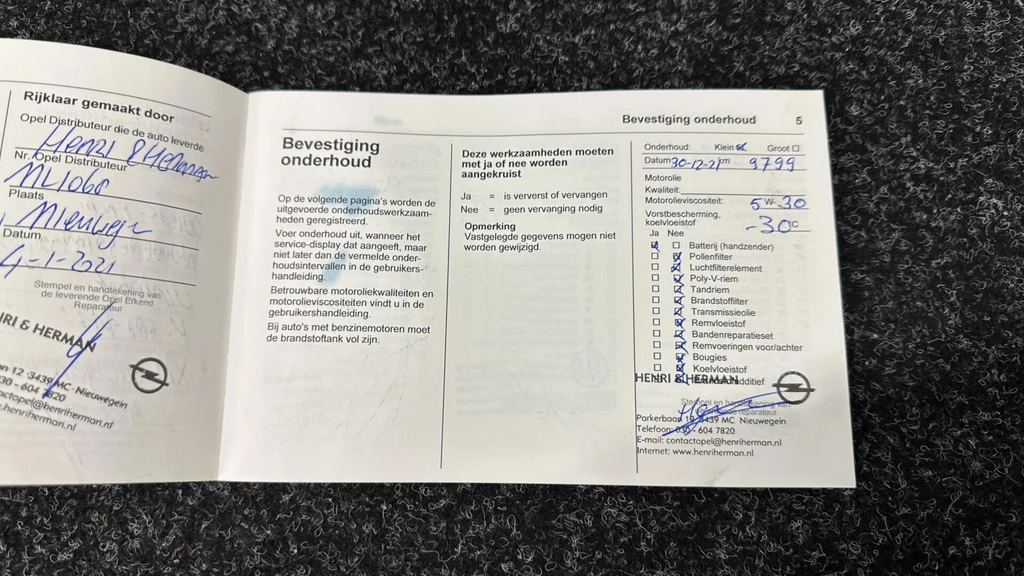 Rijklaar gemaakt door
Opel Distributeur die de auto leverde
Henri & Herman
Nr. Opel Distributeur
NL1060
Plaats
Nieuwegein
Datum
4-1-2021
Stempel en handtekening van
de leverende Opel Erkend
Reparateur
RI & HERMAN
12 3439 MC Nieuwegein
030 - 604 7820
contactopel@henriherman.nl
henriherman.nl
Bevestiging
onderhoud
Op de volgende pagina's worden de
uitgevoerde onderhoudswerkzaam-
heden geregistreerd.
Voer onderhoud uit, wanneer het
service-display dat aangeeft, maar
niet later dan de vermelde onder-
houdsintervallen in de gebruikers-
handleiding.
Betrouwbare motoroliekwaliteiten en
motorolieviscositeiten vindt u in de
gebruikershandleiding.
Bij auto's met benzinemotoren moet
de brandstoftank vol zijn.
Deze werkzaamheden moeten
met ja of nee worden
aangekruist
Ja = is ververst of vervangen
Nee = geen vervanging nodig
Opmerking
Vastgelegde gegevens mogen niet
worden gewijzigd.
Bevestiging onderhoud 5
Onderhoud: Klein Groot
Datum 30-12-21 km 9799
Motorolie
Kwaliteit:
Motorolieviscositeit: 5W-30
Vorstbescherming,
koelvloeistof -30c
Ja Nee
Batterij (handzender)
Pollenfilter
Luchtfilterelement
Poly-V-riem
Tandriem
Brandstoffilter
Transmissieolie
Remvloeistof
Bandenreparatieset
Remvoeringen voor/achter
Bougies
Koelvloeistof
HENRI & HERMAN
Stempel en handtekening van
reparateur
Parkerbaan 12 3439 MC Nieuwegein
Telefoon: 030 - 604 7820
E-mail: contactopel@henriherman.nl
Internet: www.henriherman.nl